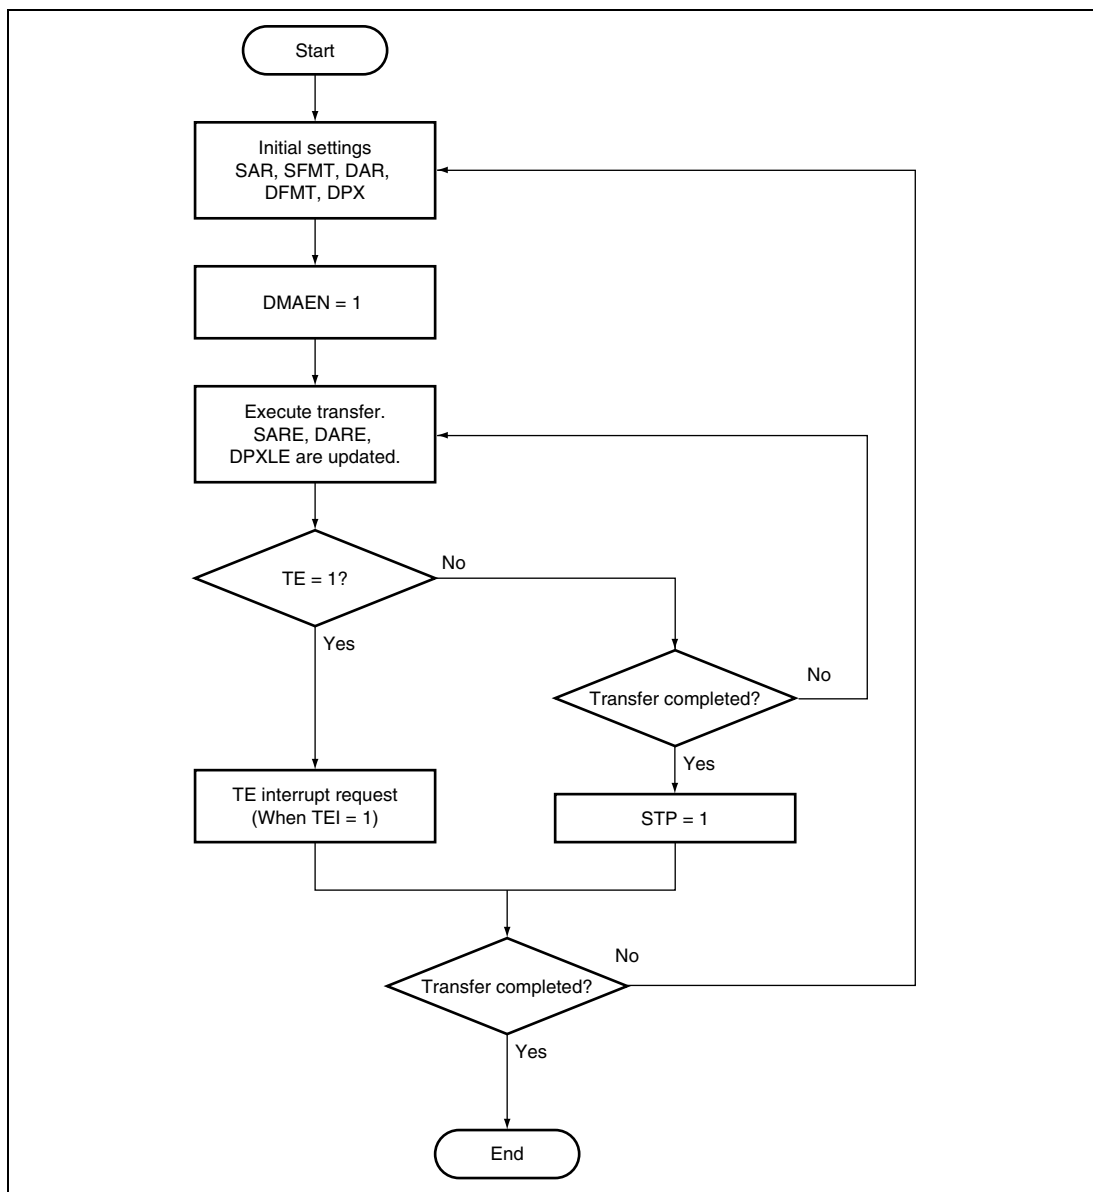 Start
Initial settings
SAR, SFMT, DAR,
DFMT, DPX
DMAEN = 1
Execute transfer.
SARE, DARE,
DPXLE are updated.
TE = 1?
No
Yes
Transfer completed?
No
Yes
TE interrupt request
(When TEI = 1)
STP = 1
Transfer completed?
No
Yes
End